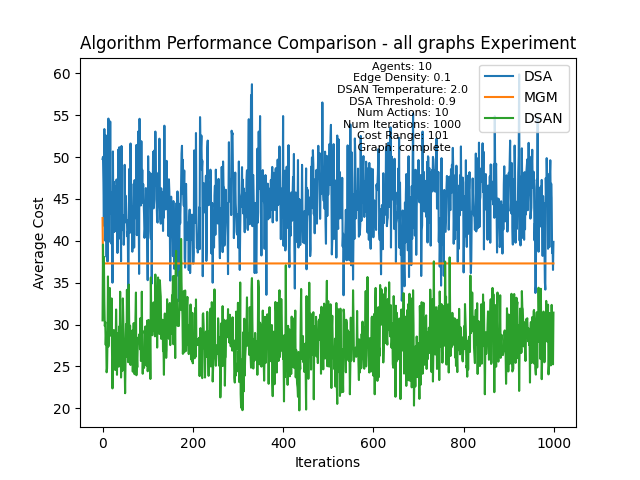 Algorithm Performance Comparison - all graphs Experiment
Agents: 10
Edge Density: 0.1
DSAN Temperature: 2.0
DSA Threshold: 0.9
Num Actions: 10
Num Iterations: 1000
Cost Range: 101
Graph: complete
DSA
MGM
DSAN
60
55
50
45
40
35
30
25
20
Average Cost
0
200
400
600
800
1000
Iterations